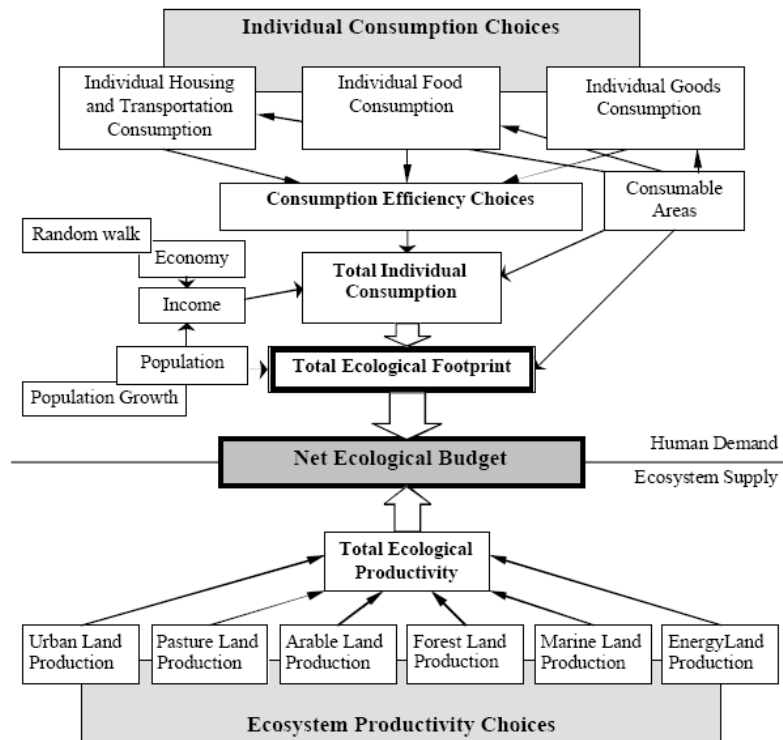 Individual Consumption Choices
Individual Housing
and Transportation
Consumption
Individual Food
Consumption
Individual Goods
Consumption
Consumption Efficiency Choices
Consumable
Areas
Random walk
Economy
Total Individual
Consumption
Income
Population
Total Ecological Footprint
Population Growth
Net Ecological Budget
Human Demand
Ecosystem Supply
Total Ecological
Productivity
Urban Land
Production
Pasture Land
Production
Arable Land
Production
Forest Land
Production
Marine Land
Production
EnergyLand
Production
Ecosystem Productivity Choices